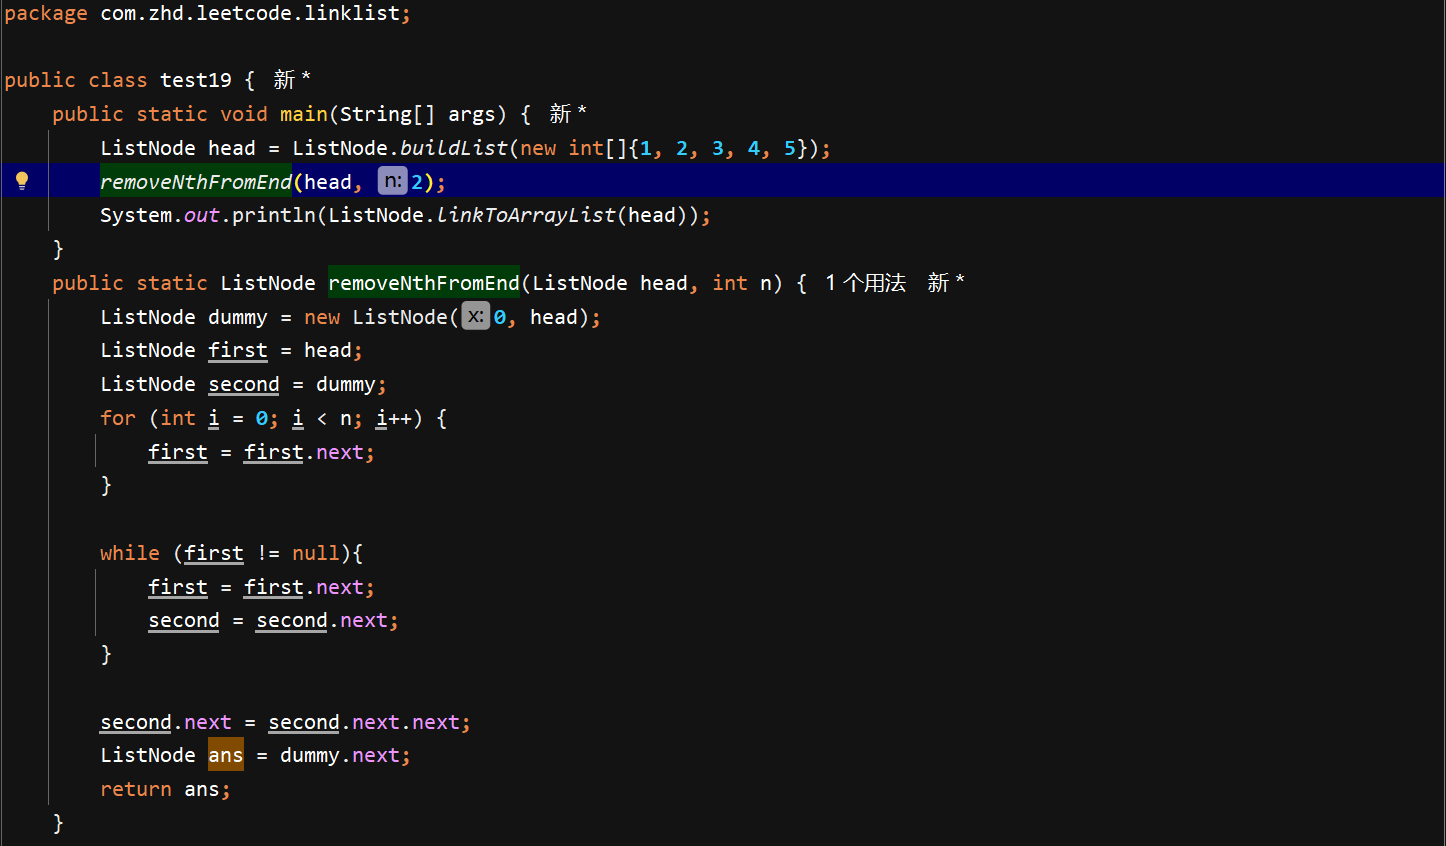 package com.zhd.leetcode.linklist;
public class test19 { 新 *
public static void main(String[] args) { 新 *
ListNode head = ListNode.buildList(new int[]{1, 2, 3, 4, 5});
removeNthFromEnd(head, n: 2);
System.out.println(ListNode.linkToArrayList(head));
}
public static ListNode removeNthFromEnd(ListNode head, int n) { 1 个用法 新 *
ListNode dummy = new ListNode( x: 0, head);
ListNode first = head;
ListNode second = dummy;
for (int i = 0; i < n; i++) {
first = first.next;
}
while (first != null){
first = first.next;
second = second.next;
}
second.next = second.next.next;
ListNode ans = dummy.next;
return ans;
}